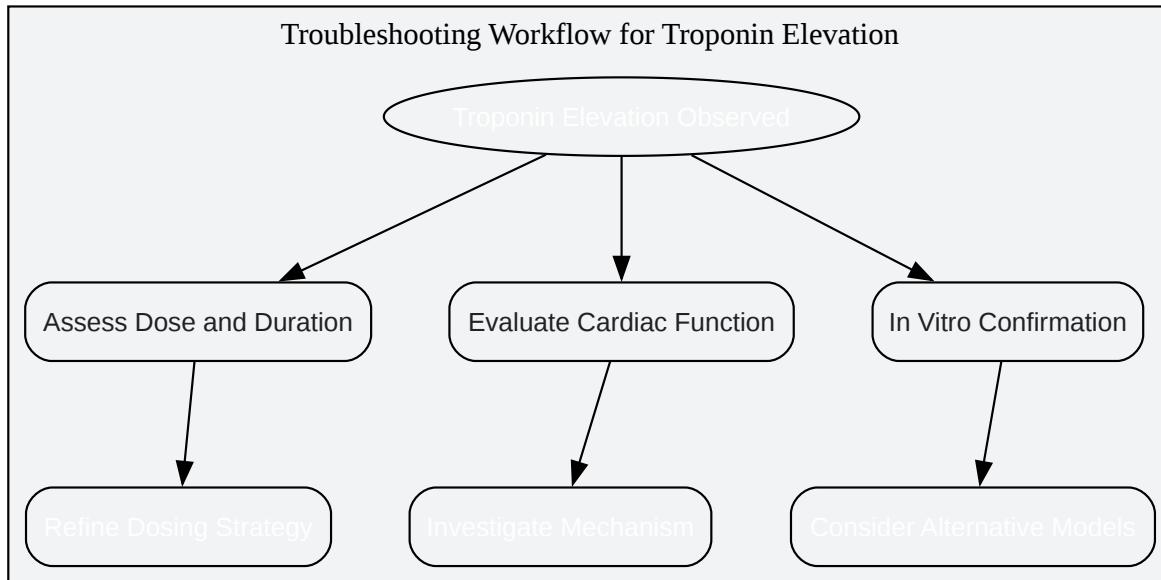 Troubleshooting Workflow for Troponin Elevation
Troponin Elevation Observed
Assess Dose and Duration
Evaluate Cardiac Function
In Vitro Confirmation
Refine Dosing Strategy
Investigate Mechanism
Consider Alternative Models